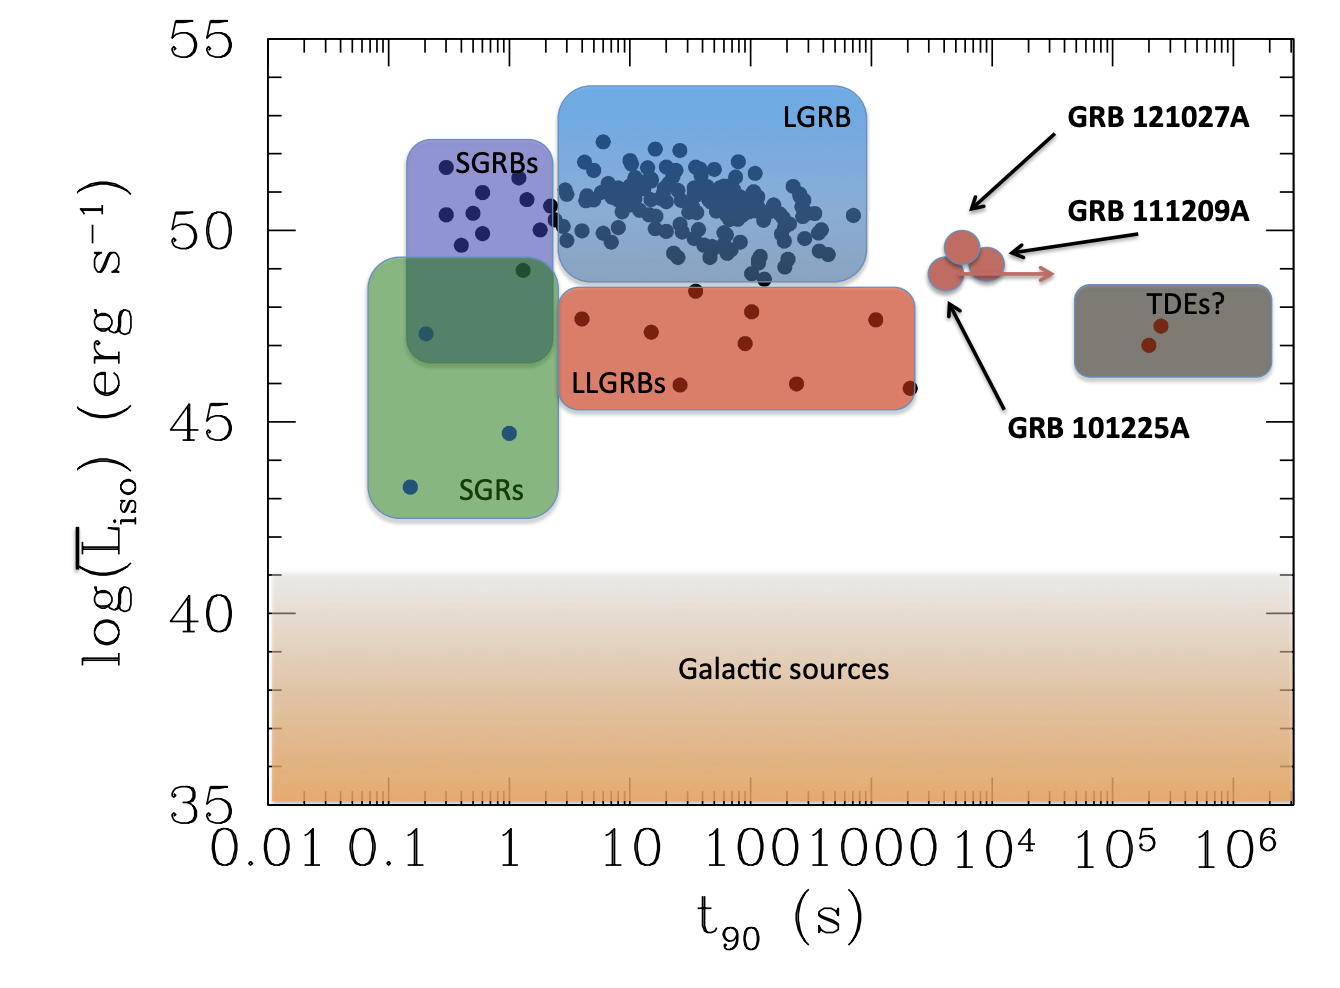 55
50
45
40
35
log(L̅iso) (erg s⁻¹)
SGRBs
LGRB
GRB 121027A
GRB 111209A
TDEs?
LLGRBs
GRB 101225A
SGRs
Galactic sources
0.01 0.1 1 10 100 1000 10⁴ 10⁵ 10⁶
t₉₀ (s)